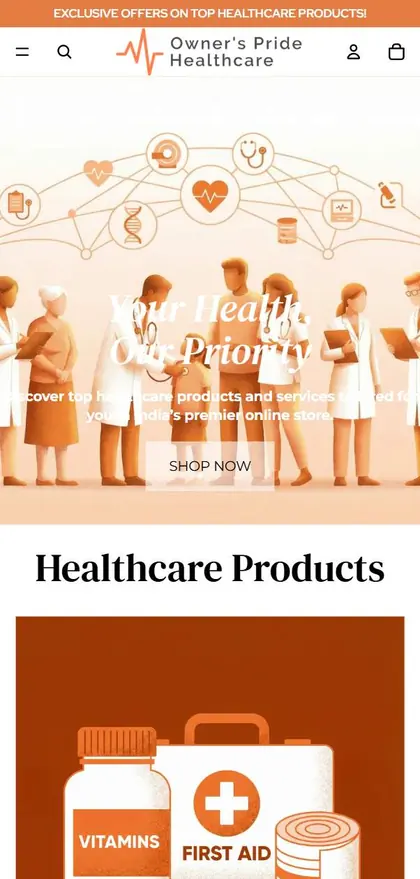 EXCLUSIVE OFFERS ON TOP HEALTHCARE PRODUCTS!
Owner's Pride
Healthcare
Your Health,
Our Priority
top healthcare products and services
India's premier online store.
SHOP NOW
Healthcare Products
VITAMINS
FIRST AID